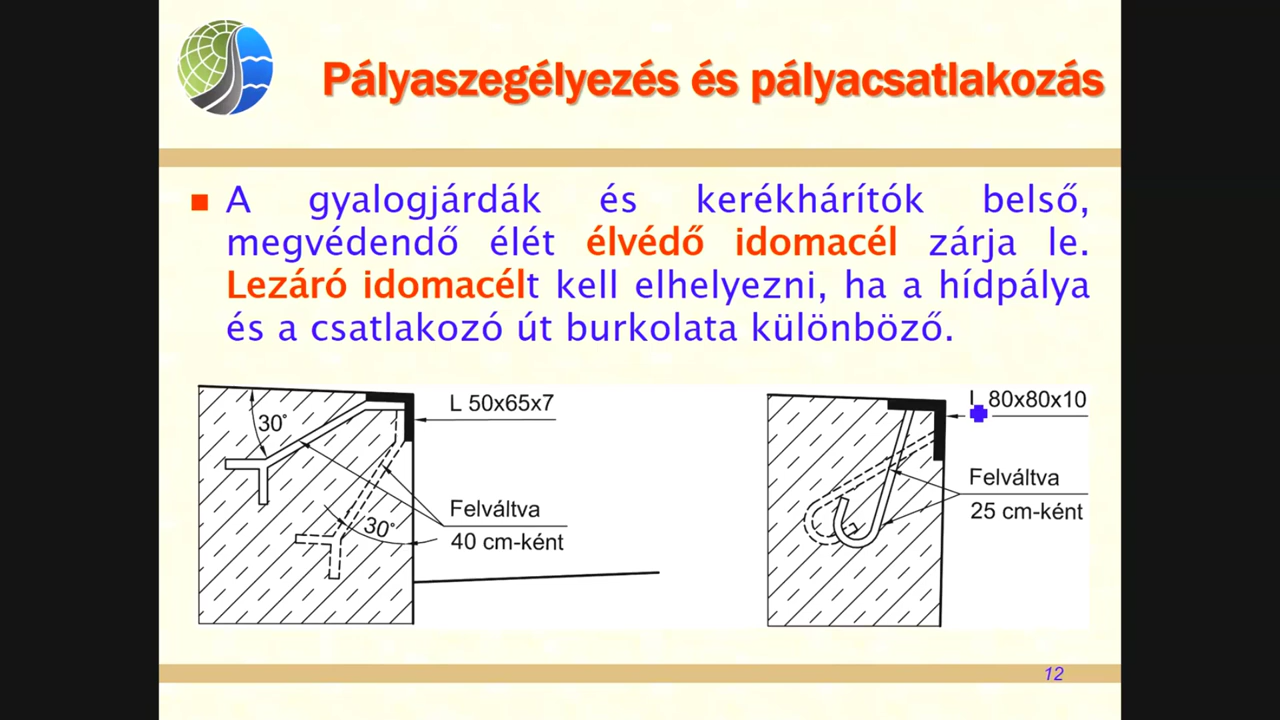 Pályaszegélyezés és pályacsatlakozás
A gyalogjárdák és kerékhárítók belső,
megvédendő élét élvédő idomacél zárja le.
Lezáró idomacélt kell elhelyezni, ha a hídpálya
és a csatlakozó út burkolata különböző.
30°
L 50x65x7
Felváltva
30°
40 cm-ként
L 80x80x10
Felváltva
25 cm-ként
12